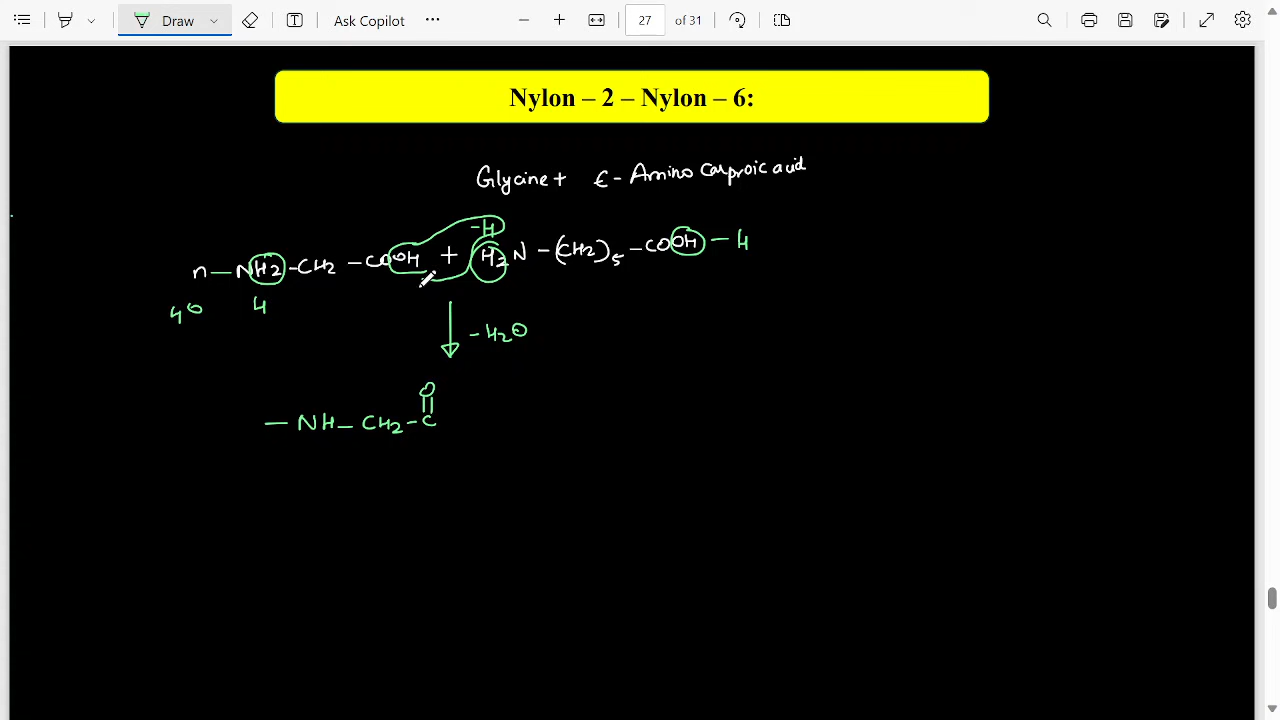 Draw
Ask Copilot
27 of 31
Nylon – 2 – Nylon – 6:
Glycine + ϵ - Amino Caproic acid
n — NH2 - CH2 - COOH + H2N - (CH2)5 - COOH - H
- H
HO H
- H2O
O
— NH - CH2 - C